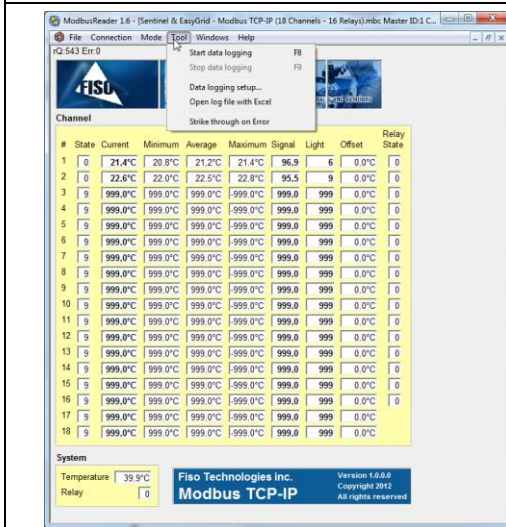 ModbusReader 1.6 - [Sentinel & EasyGrid - Modbus TCP-IP (18 Channels - 16 Relays).mbc Master ID:1 C...
File Connection Mode Tool Windows Help
rQ:543 Err:0
Start data logging F8
Stop data logging F9
Data logging setup...
Open log file with Excel
Strike through on Error
FISO
and Solutions
Channel
# State Current Minimum Average Maximum Signal Light Offset Relay State
1 0 21,4°C 20,8°C 21,2°C 21,4°C 96,9 6 0,0°C 0
2 0 22,6°C 22,0°C 22,5°C 22,8°C 95,5 9 0,0°C 0
3 9 999,0°C 999,0°C 999,0°C -999,0°C 999,0 999 0,0°C 0
4 9 999,0°C 999,0°C 999,0°C -999,0°C 999,0 999 0,0°C 0
5 9 999,0°C 999,0°C 999,0°C -999,0°C 999,0 999 0,0°C 0
6 9 999,0°C 999,0°C 999,0°C -999,0°C 999,0 999 0,0°C 0
7 9 999,0°C 999,0°C 999,0°C -999,0°C 999,0 999 0,0°C 0
8 9 999,0°C 999,0°C 999,0°C -999,0°C 999,0 999 0,0°C 0
9 9 999,0°C 999,0°C 999,0°C -999,0°C 999,0 999 0,0°C 0
10 9 999,0°C 999,0°C 999,0°C -999,0°C 999,0 999 0,0°C 0
11 9 999,0°C 999,0°C 999,0°C -999,0°C 999,0 999 0,0°C 0
12 9 999,0°C 999,0°C 999,0°C -999,0°C 999,0 999 0,0°C 0
13 9 999,0°C 999,0°C 999,0°C -999,0°C 999,0 999 0,0°C 0
14 9 999,0°C 999,0°C 999,0°C -999,0°C 999,0 999 0,0°C 0
15 9 999,0°C 999,0°C 999,0°C -999,0°C 999,0 999 0,0°C 0
16 9 999,0°C 999,0°C 999,0°C -999,0°C 999,0 999 0,0°C 0
17 9 999,0°C 999,0°C 999,0°C -999,0°C 999,0 999 0,0°C
18 9 999,0°C 999,0°C 999,0°C -999,0°C 999,0 999 0,0°C
System
Temperature 39,9°C
Relay 0
Fiso Technologies inc.
Modbus TCP-IP
Version 1.0.0.0
Copyright 2012
All rights reserved